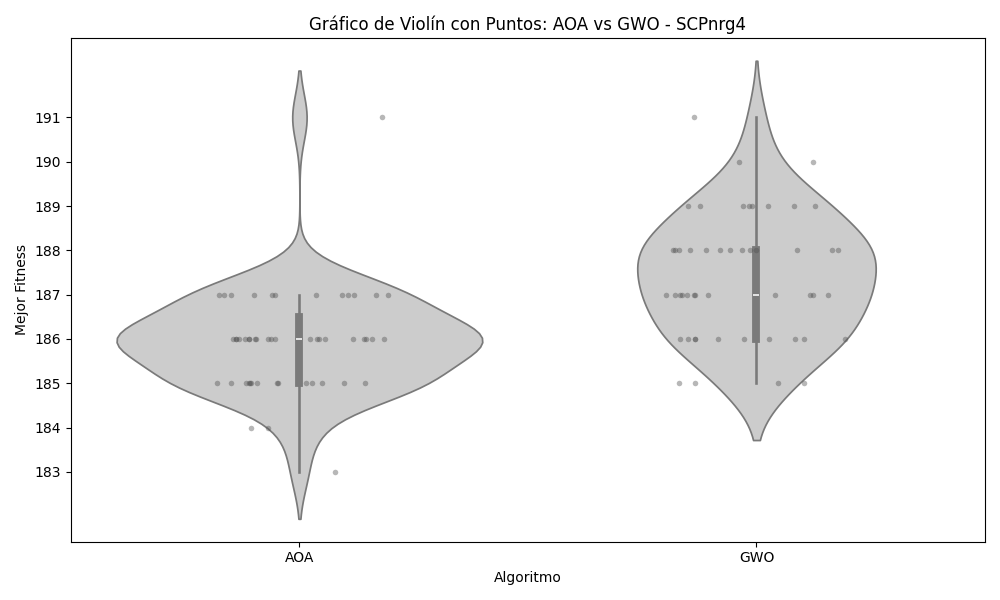 Gráfico de Violín con Puntos: AOA vs GWO - SCPnrg4
Mejor Fitness
191
190
189
188
187
186
185
184
183
AOA
GWO
Algoritmo